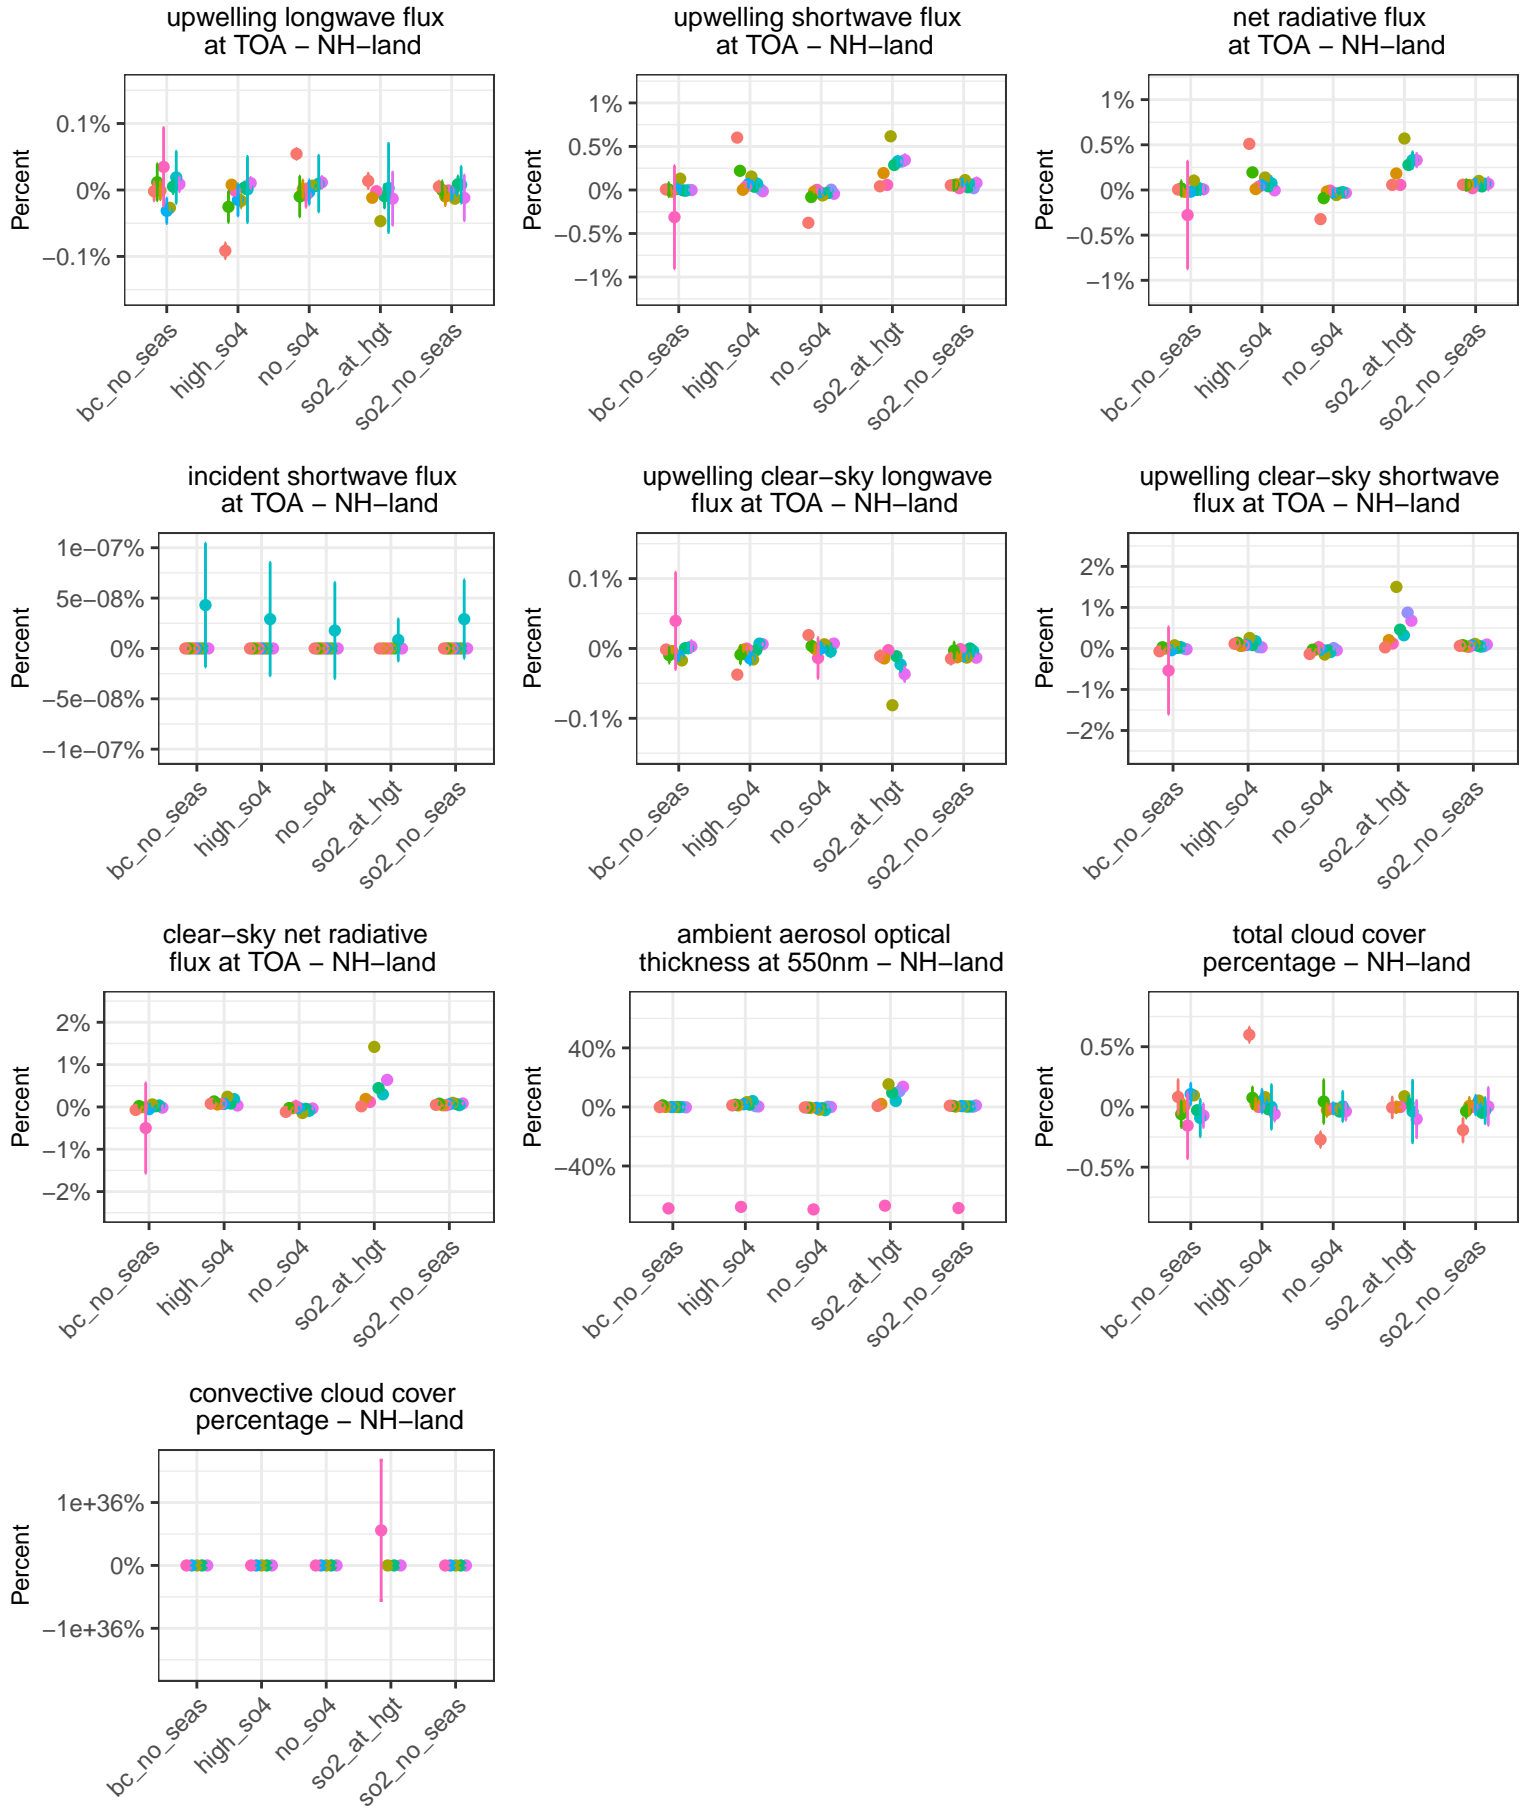 upwelling longwave flux
at TOA − NH−land
Percent
0.1%
0%
−0.1%
bc_no_seas
high_so4
no_so4
so2_at_hgt
so2_no_seas
upwelling shortwave flux
at TOA − NH−land
Percent
1%
0.5%
0%
−0.5%
−1%
bc_no_seas
high_so4
no_so4
so2_at_hgt
so2_no_seas
net radiative flux
at TOA − NH−land
Percent
1%
0.5%
0%
−0.5%
−1%
bc_no_seas
high_so4
no_so4
so2_at_hgt
so2_no_seas
incident shortwave flux
at TOA − NH−land
Percent
1e−07%
5e−08%
0%
−5e−08%
−1e−07%
bc_no_seas
high_so4
no_so4
so2_at_hgt
so2_no_seas
upwelling clear−sky longwave
flux at TOA − NH−land
Percent
0.1%
0%
−0.1%
bc_no_seas
high_so4
no_so4
so2_at_hgt
so2_no_seas
upwelling clear−sky shortwave
flux at TOA − NH−land
Percent
2%
1%
0%
−1%
−2%
bc_no_seas
high_so4
no_so4
so2_at_hgt
so2_no_seas
clear−sky net radiative
flux at TOA − NH−land
Percent
2%
1%
0%
−1%
−2%
bc_no_seas
high_so4
no_so4
so2_at_hgt
so2_no_seas
ambient aerosol optical
thickness at 550nm − NH−land
Percent
40%
0%
−40%
bc_no_seas
high_so4
no_so4
so2_at_hgt
so2_no_seas
total cloud cover
percentage − NH−land
Percent
0.5%
0%
−0.5%
bc_no_seas
high_so4
no_so4
so2_at_hgt
so2_no_seas
convective cloud cover
percentage − NH−land
Percent
1e+36%
0%
−1e+36%
bc_no_seas
high_so4
no_so4
so2_at_hgt
so2_no_seas